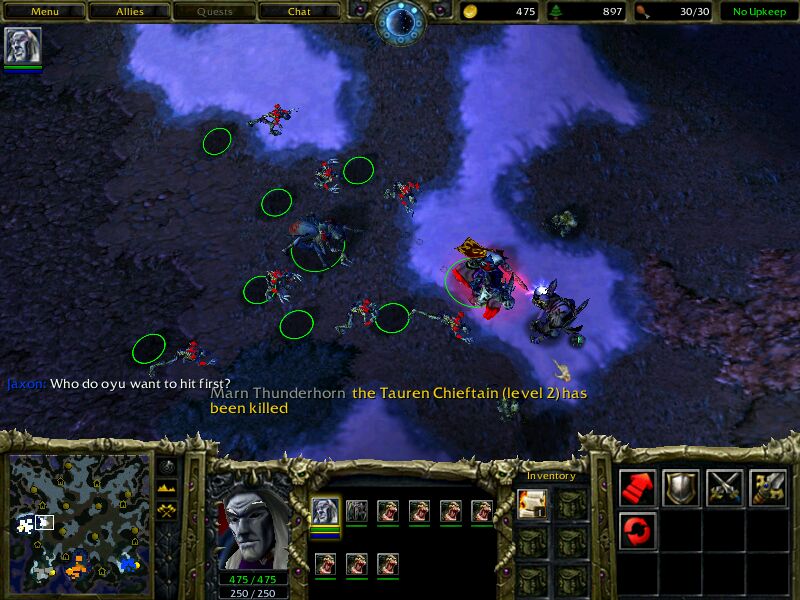 Menu Allies Quests Chat 475 897 30/30 No Upkeep
Jaxon: Who do oyu want to hit first?
Marn Thunderhorn the Tauren Chieftain (level 2) has
been killed
Inventory
1
475 / 475
250 / 250